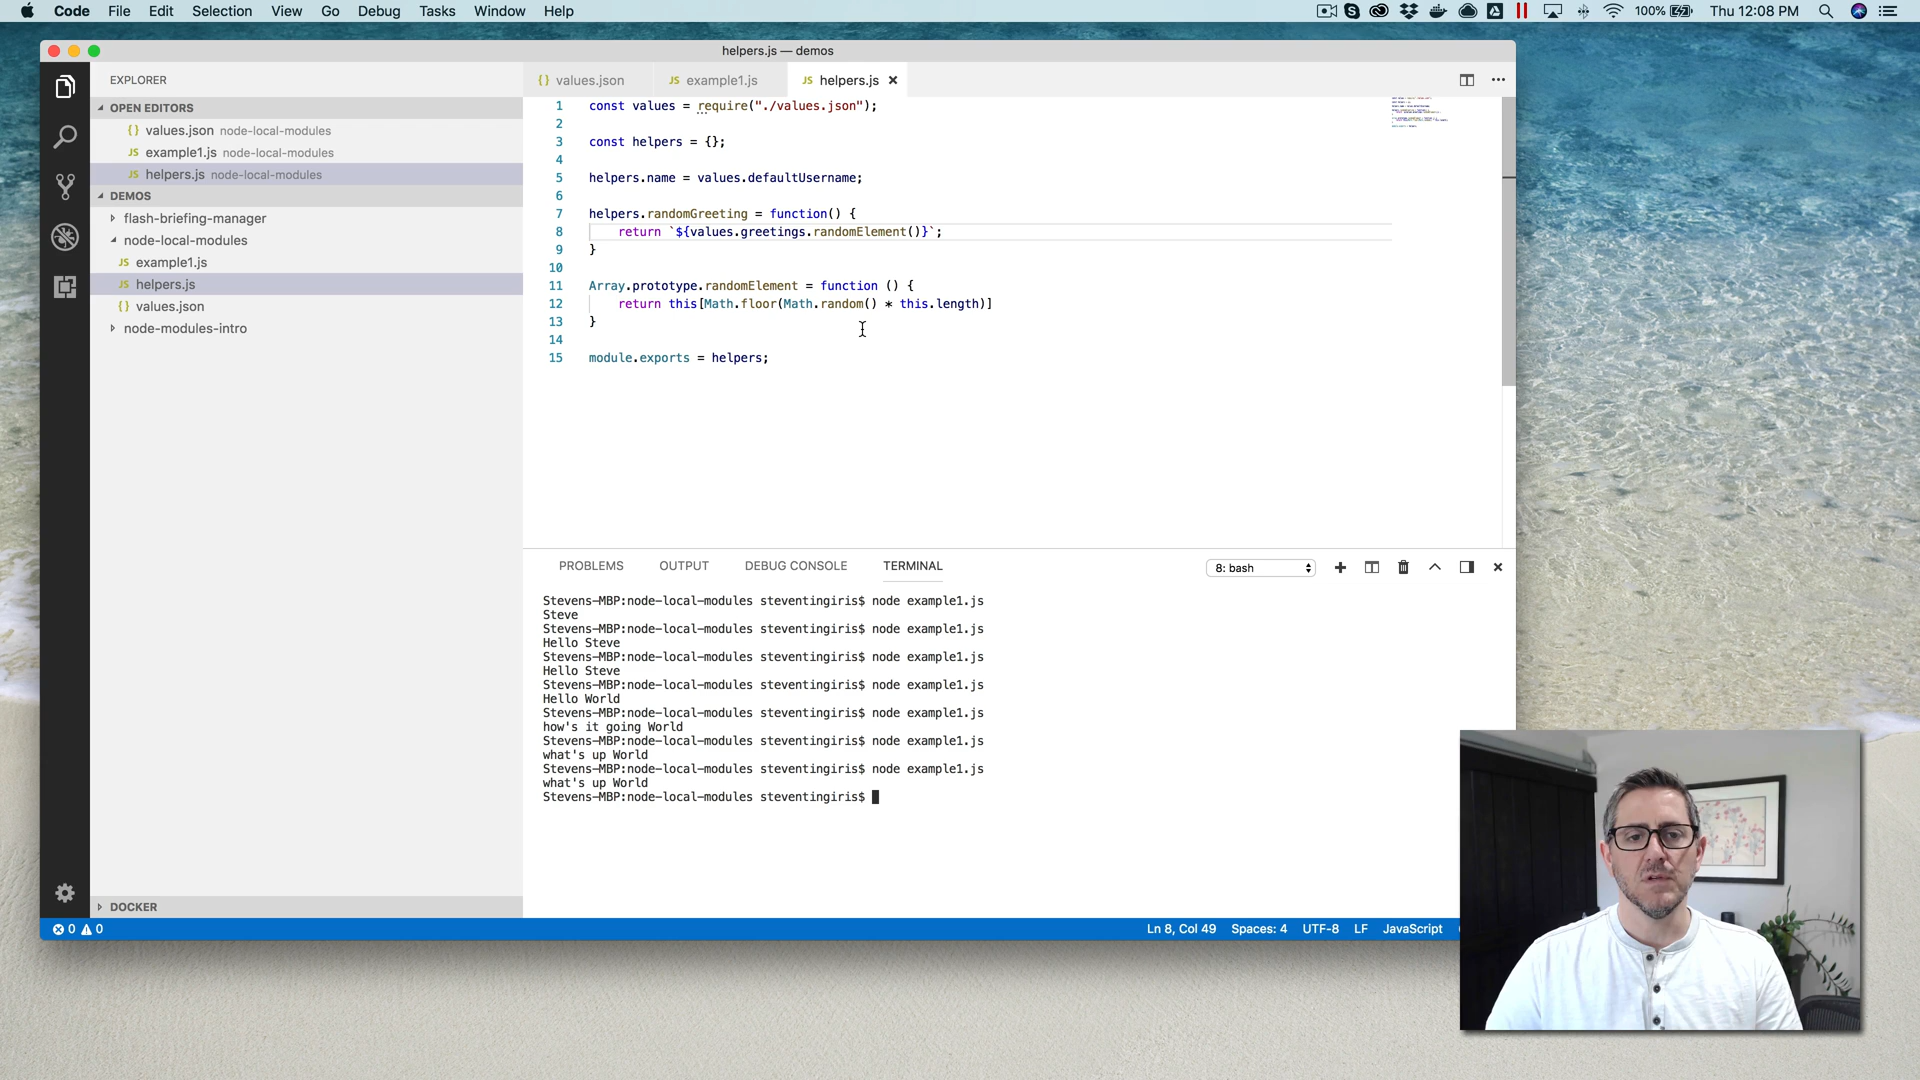 Code File Edit Selection View Go Debug Tasks Window Help 100% Thu 12:08 PM
helpers.js — demos
EXPLORER
OPEN EDITORS
{} values.json node-local-modules
JS example1.js node-local-modules
JS helpers.js node-local-modules
DEMOS
flash-briefing-manager
node-local-modules
JS example1.js
JS helpers.js
{} values.json
node-modules-intro
DOCKER
{} values.json JS example1.js JS helpers.js
1 const values = require("./values.json");
2
3 const helpers = {};
4
5 helpers.name = values.defaultUsername;
6
7 helpers.randomGreeting = function() {
8 return `${values.greetings.randomElement()}`;
9 }
10
11 Array.prototype.randomElement = function () {
12 return this[Math.floor(Math.random() * this.length)]
13 }
14
15 module.exports = helpers;
PROBLEMS OUTPUT DEBUG CONSOLE TERMINAL 8: bash
Stevens-MBP:node-local-modules steventingiris$ node example1.js
Steve
Stevens-MBP:node-local-modules steventingiris$ node example1.js
Hello Steve
Stevens-MBP:node-local-modules steventingiris$ node example1.js
Hello Steve
Stevens-MBP:node-local-modules steventingiris$ node example1.js
Hello World
Stevens-MBP:node-local-modules steventingiris$ node example1.js
how's it going World
Stevens-MBP:node-local-modules steventingiris$ node example1.js
what's up World
Stevens-MBP:node-local-modules steventingiris$ node example1.js
what's up World
Stevens-MBP:node-local-modules steventingiris$
0 0 Ln 8, Col 49 Spaces: 4 UTF-8 LF JavaScript